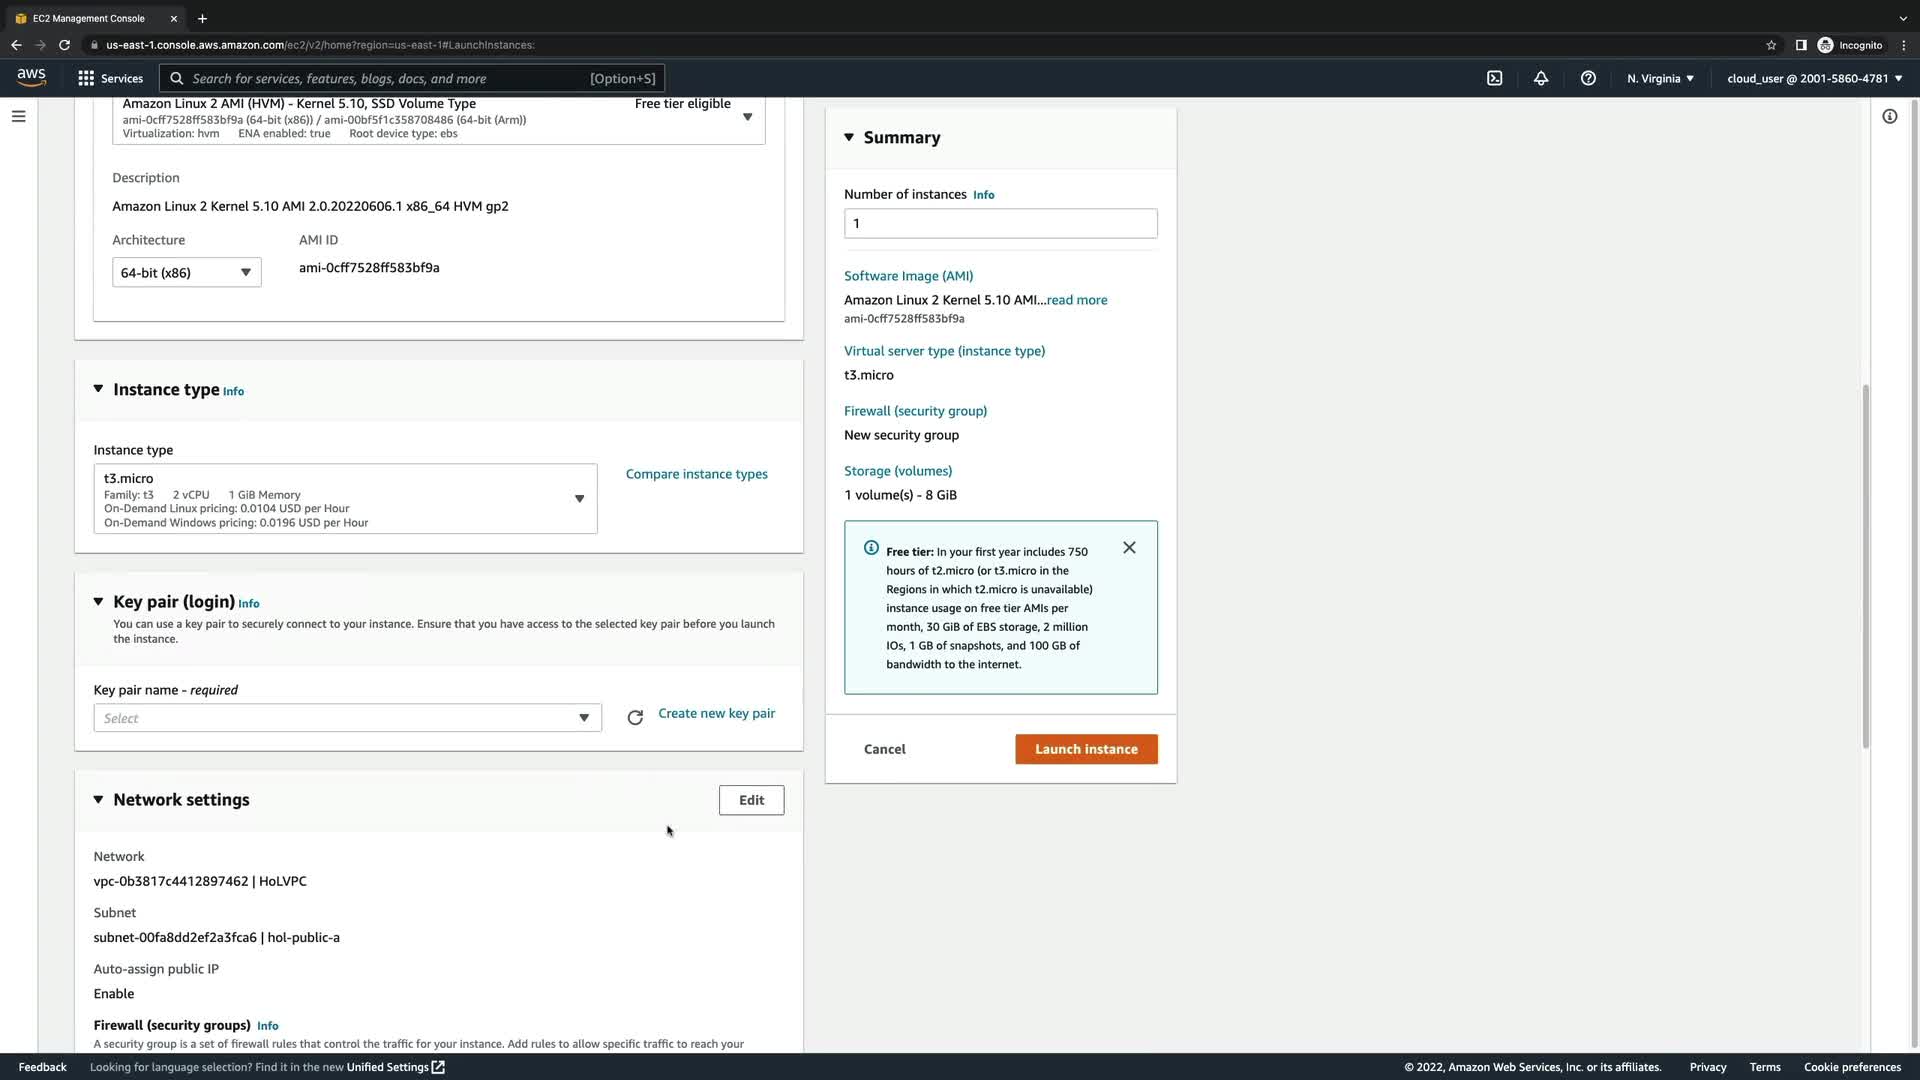 EC2 Management Console
us-east-1.console.aws.amazon.com/ec2/v2/home?region=us-east-1#LaunchInstances:
Incognito
aws
Services
Search for services, features, blogs, docs, and more
[Option+S]
N. Virginia
cloud_user @ 2001-5860-4781
Amazon Linux 2 AMI (HVM) - Kernel 5.10, SSD Volume Type
Free tier eligible
ami-0cff7528ff583bf9a (64-bit (x86)) / ami-00bf5f1c358708486 (64-bit (Arm))
Virtualization: hvm ENA enabled: true Root device type: ebs
Description
Amazon Linux 2 Kernel 5.10 AMI 2.0.20220606.1 x86_64 HVM gp2
Architecture
AMI ID
64-bit (x86)
ami-0cff7528ff583bf9a
Instance type Info
Instance type
t3.micro
Family: t3 2 vCPU 1 GiB Memory
On-Demand Linux pricing: 0.0104 USD per Hour
On-Demand Windows pricing: 0.0196 USD per Hour
Compare instance types
Key pair (login) Info
You can use a key pair to securely connect to your instance. Ensure that you have access to the selected key pair before you launch
the instance.
Key pair name - required
Select
Create new key pair
Network settings
Edit
Network
vpc-0b3817c4412897462 | HoLVPC
Subnet
subnet-00fa8dd2ef2a3fca6 | hol-public-a
Auto-assign public IP
Enable
Firewall (security groups) Info
A security group is a set of firewall rules that control the traffic for your instance. Add rules to allow specific traffic to reach your
Summary
Number of instances Info
1
Software Image (AMI)
Amazon Linux 2 Kernel 5.10 AMI...read more
ami-0cff7528ff583bf9a
Virtual server type (instance type)
t3.micro
Firewall (security group)
New security group
Storage (volumes)
1 volume(s) - 8 GiB
Free tier: In your first year includes 750
hours of t2.micro (or t3.micro in the
Regions in which t2.micro is unavailable)
instance usage on free tier AMIs per
month, 30 GiB of EBS storage, 2 million
IOs, 1 GB of snapshots, and 100 GB of
bandwidth to the internet.
Cancel
Launch instance
Feedback
Looking for language selection? Find it in the new Unified Settings
© 2022, Amazon Web Services, Inc. or its affiliates.
Privacy
Terms
Cookie preferences